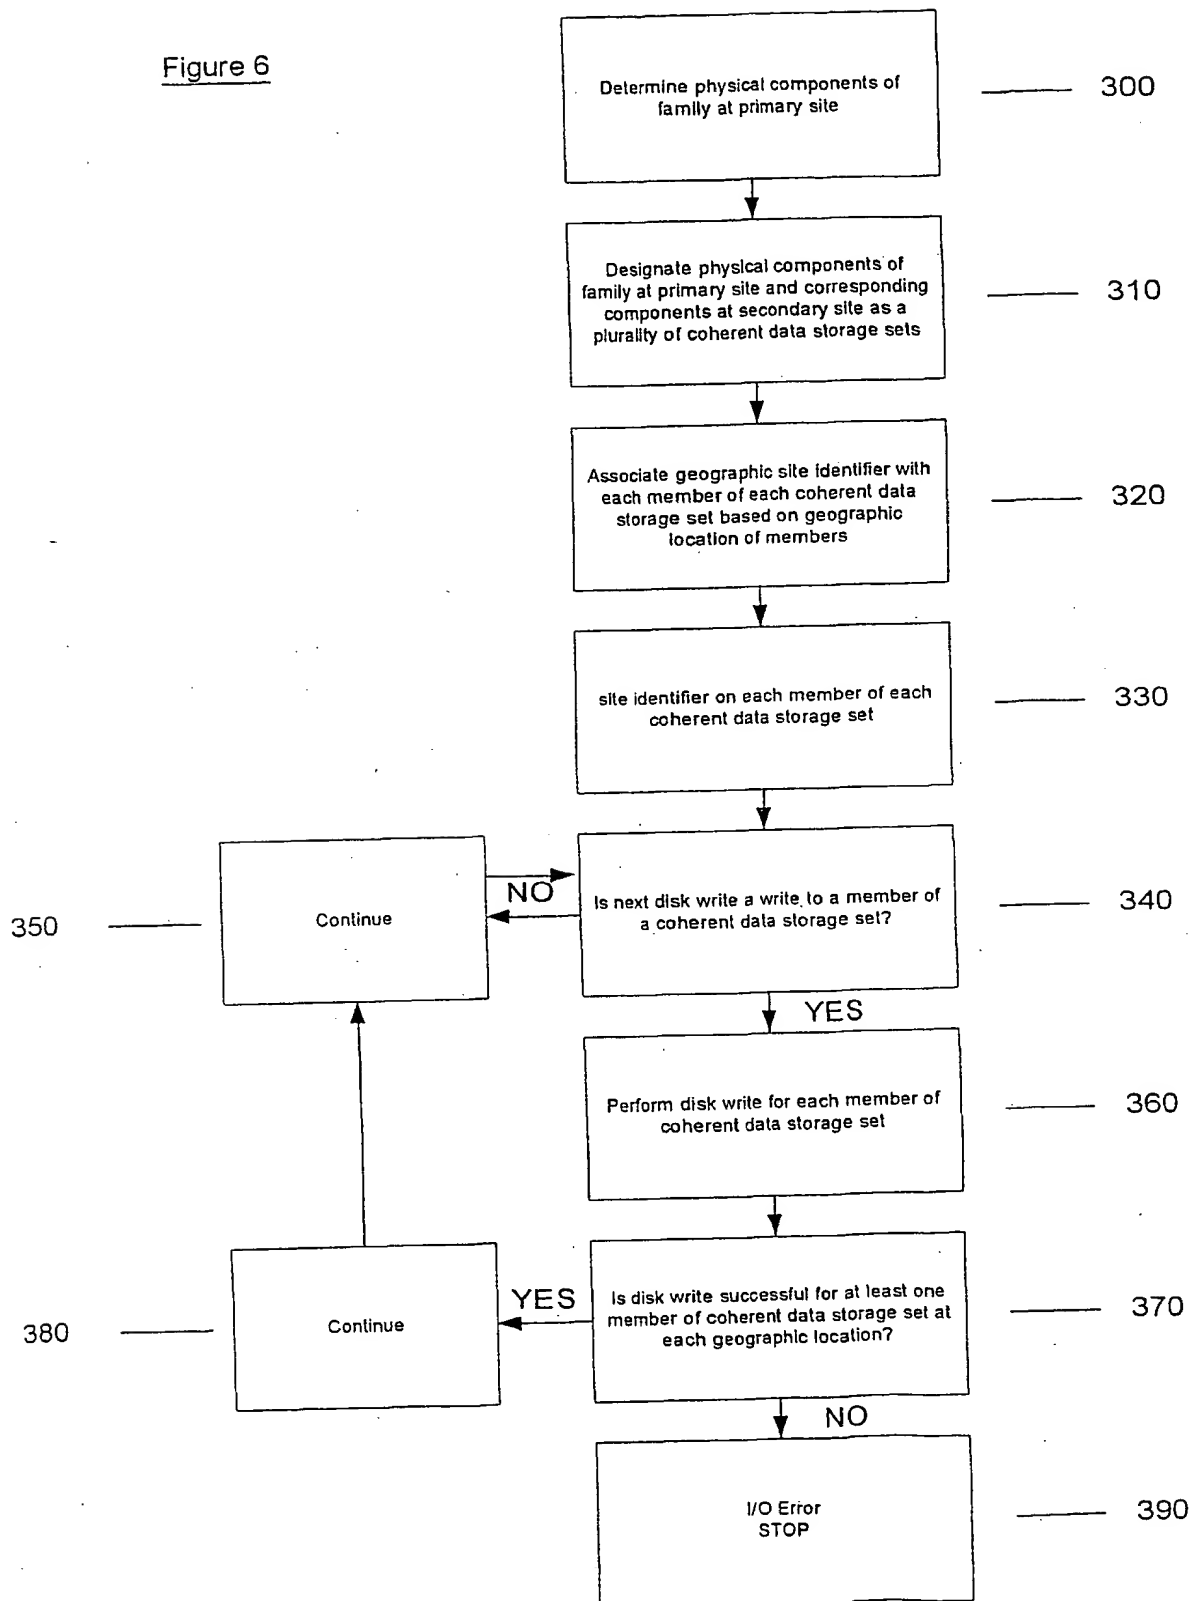 Figure 6
Determine physical components of
family at primary site
300
Designate physical components of
family at primary site and corresponding
components at secondary site as a
plurality of coherent data storage sets
310
Associate geographic site identifier with
each member of each coherent data
storage set based on geographic
location of members
320
site identifier on each member of each
coherent data storage set
330
350
Continue
NO
Is next disk write a write to a member of
a coherent data storage set?
340
YES
Perform disk write for each member of
coherent data storage set
360
380
Continue
YES
Is disk write successful for at least one
member of coherent data storage set at
each geographic location?
370
NO
I/O Error
STOP
390